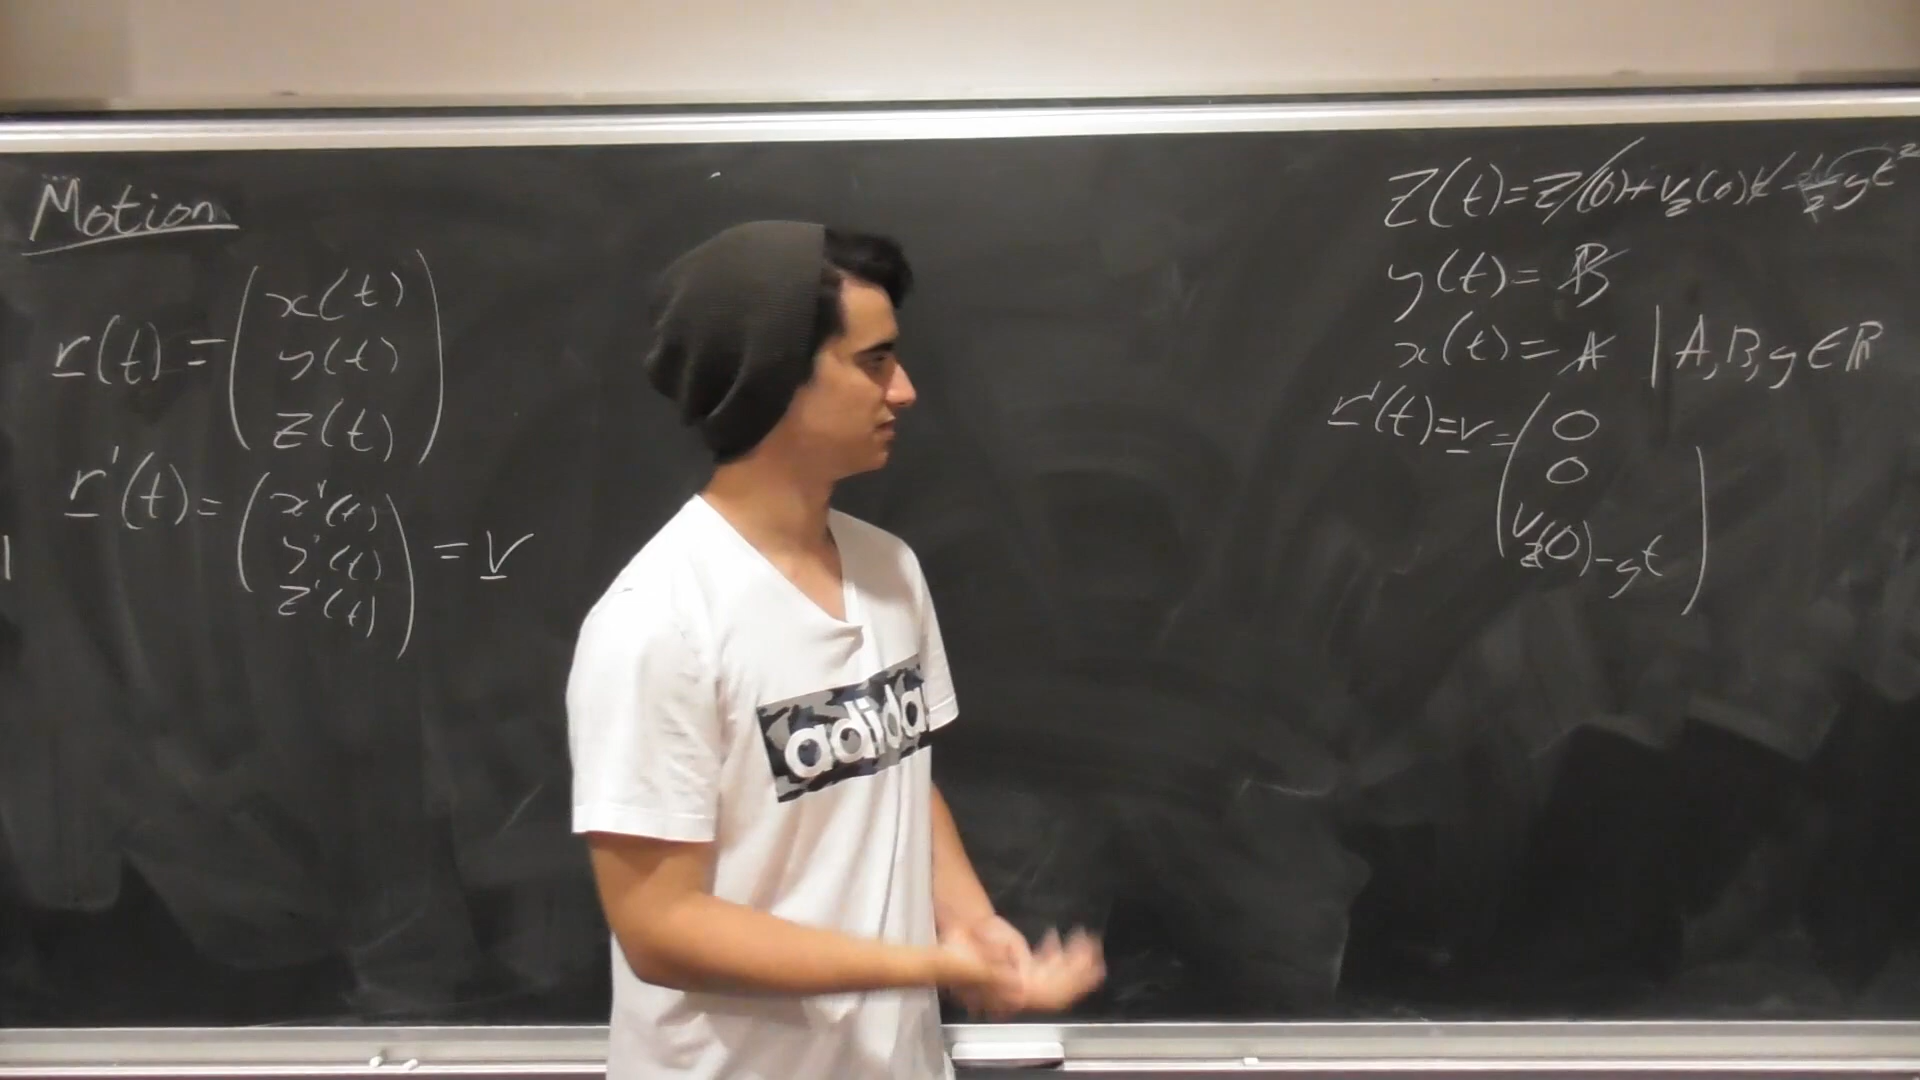 Motion
r(t) = ( x(t)
y(t)
z(t) )
r'(t) = ( x'(t)
y'(t)
z'(t) ) = v
z(t) = z(0) + v_z(0)t - ½gt²
y(t) = B
x(t) = A | A, B, g ∈ ℝ
r'(t) = v = ( 0
0
v_z(0) - gt )
adidas